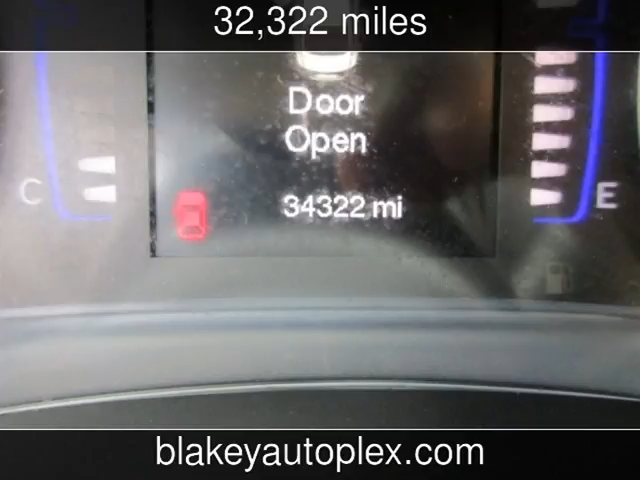 32,322 miles
Door
Open
34322 mi
C
E
blakeyautoplex.com